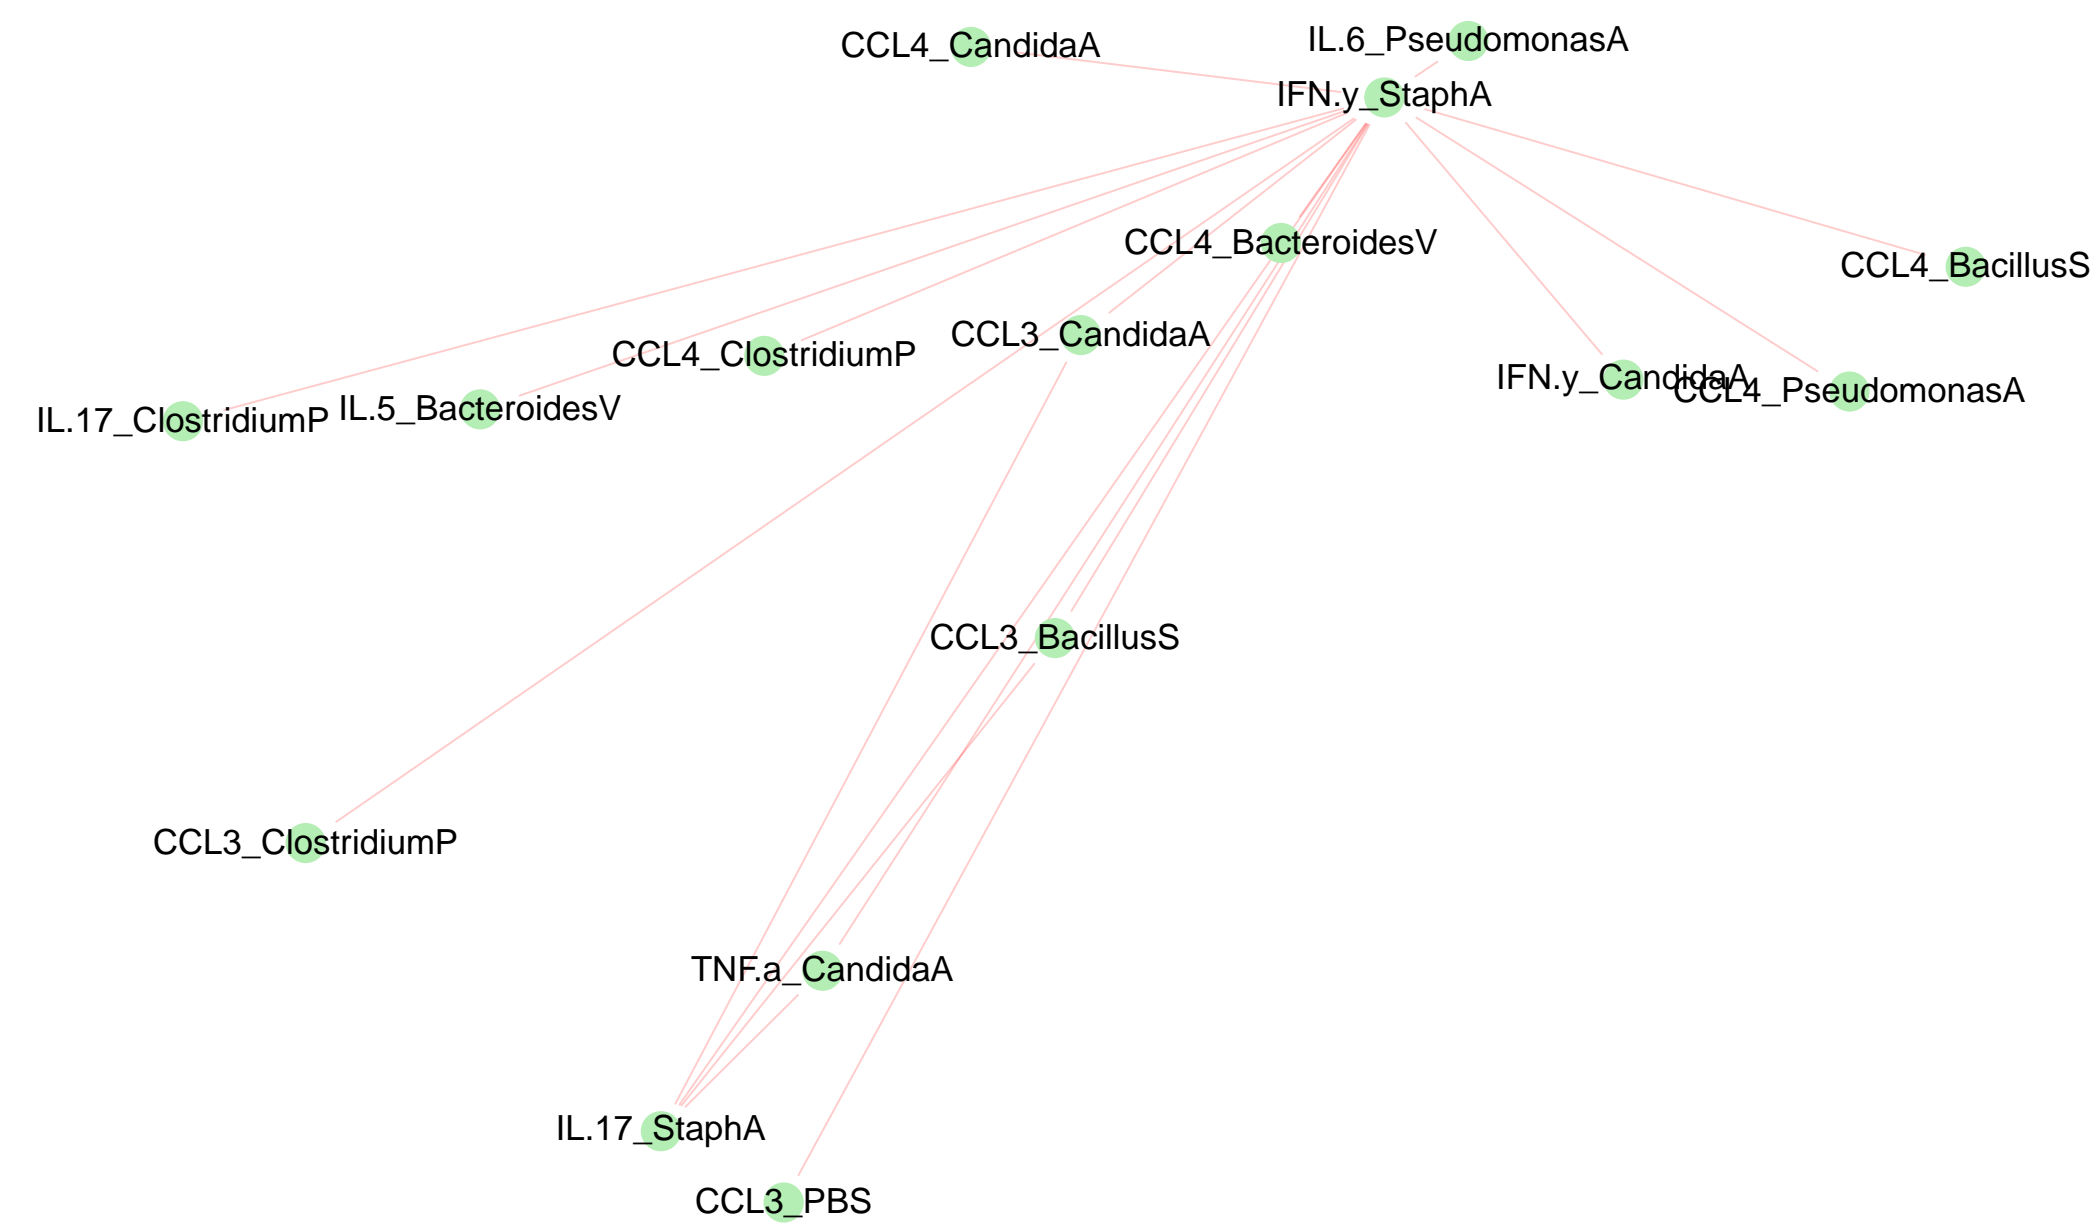 IL.6_PseudomonasA
CCL4_CandidaA
IFN.y_StaphA
CCL4_BacteroidesV
CCL4_BacillusS
CCL3_CandidaA
CCL4_ClostridiumP
IFN.y_CandidaA
CCL4_PseudomonasA
IL.5_BacteroidesV
IL.17_ClostridiumP
CCL3_BacillusS
CCL3_ClostridiumP
TNF.a_CandidaA
IL.17_StaphA
CCL3_PBS